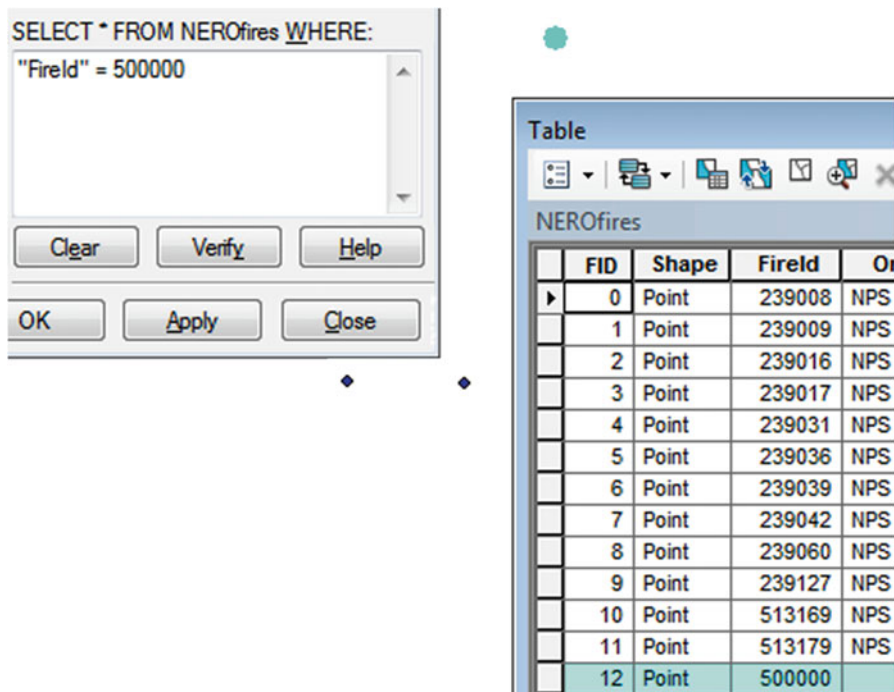 SELECT * FROM NEROfires WHERE:
"FireId" = 500000
Clear Verify Help
OK Apply Close
Table
NEROfires
FID Shape FireId
0 Point 239008 NPS
1 Point 239009 NPS
2 Point 239016 NPS
3 Point 239017 NPS
4 Point 239031 NPS
5 Point 239036 NPS
6 Point 239039 NPS
7 Point 239042 NPS
8 Point 239060 NPS
9 Point 239127 NPS
10 Point 513169 NPS
11 Point 513179 NPS
12 Point 500000